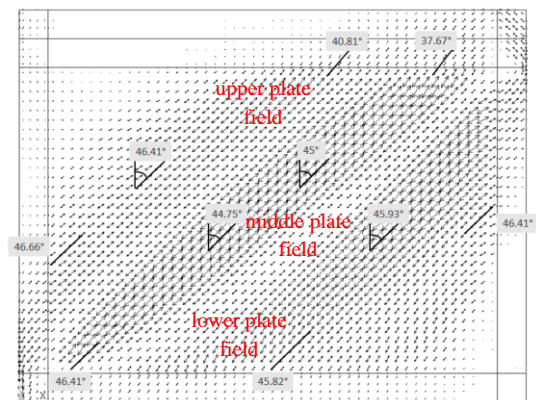 40.81° 37.67°
upper plate
field
46.41°
45°
44.75° middle plate 45.93°
field
46.41°
46.66°
lower plate
field
46.41° 45.82°
X